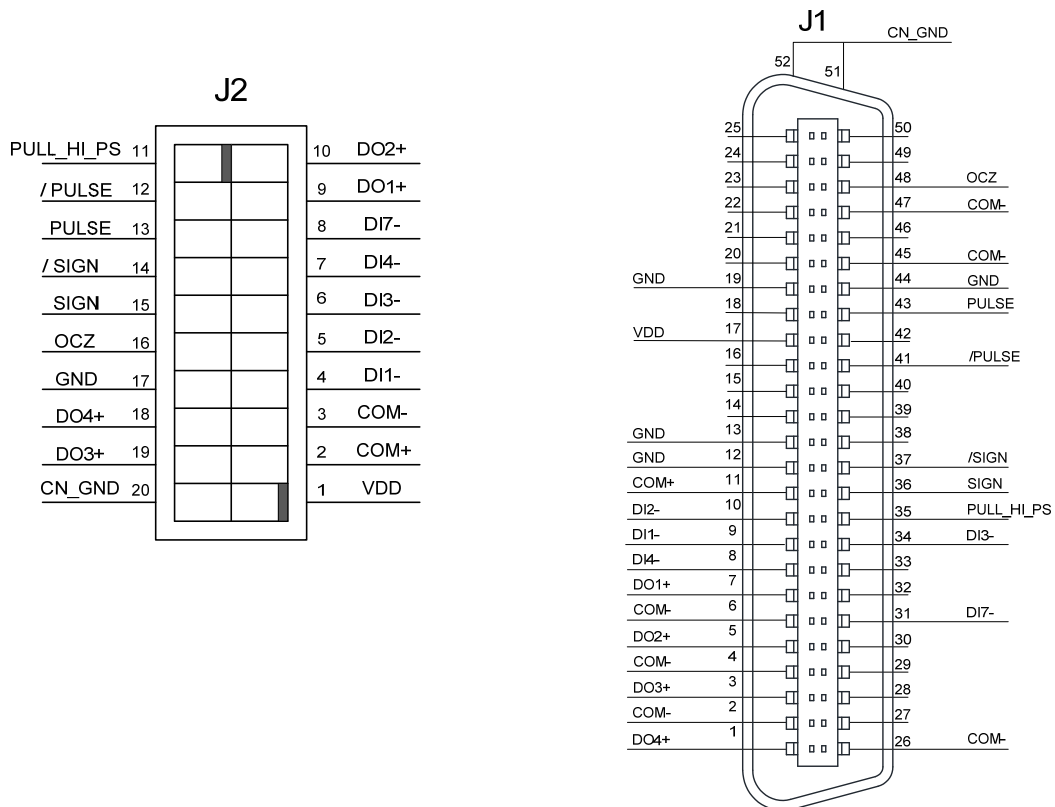 J2
PULL_HI_PS 11 10 DO2+
/PULSE 12 9 DO1+
PULSE 13 8 DI7-
/SIGN 14 7 DI4-
SIGN 15 6 DI3-
OCZ 16 5 DI2-
GND 17 4 DI1-
DO4+ 18 3 COM-
DO3+ 19 2 COM+
CN_GND 20 1 VDD
J1
CN_GND
52 51
25 50
24 49
23 48 OCZ
22 47 COM-
21 46
20 45 COM-
GND 19 44 GND
18 43 PULSE
VDD 17 42
16 41 /PULSE
15 40
14 39
GND 13 38
GND 12 37 /SIGN
COM+ 11 36 SIGN
DI2- 10 35 PULL_HI_PS
DI1- 9 34 DI3-
DI4- 8 33
DO1+ 7 32
COM- 6 31 DI7-
DO2+ 5 30
COM- 4 29
DO3+ 3 28
COM- 2 27
DO4+ 1 26 COM-